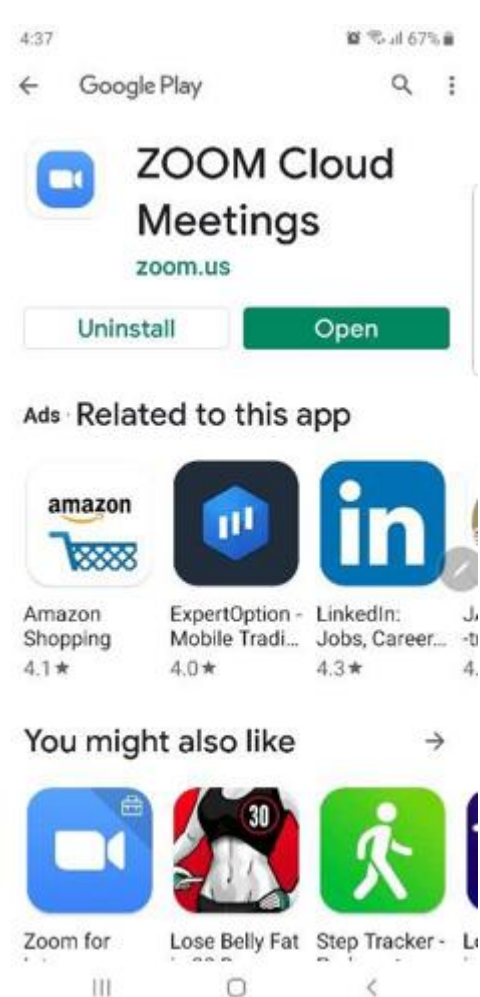 4:37 67%
Google Play
ZOOM Cloud
Meetings
zoom.us
Uninstall Open
Ads · Related to this app
amazon in
Amazon ExpertOption - LinkedIn:
Shopping Mobile Tradi... Jobs, Career...
4.1★ 4.0★ 4.3★
You might also like
30
Zoom for Lose Belly Fat Step Tracker -